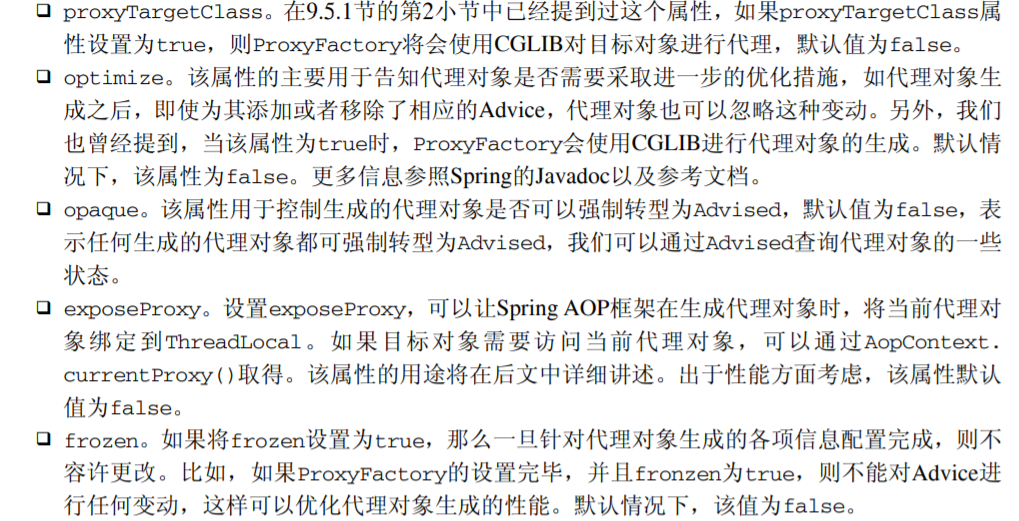 ❑ proxyTargetClass。在9.5.1节的第2小节中已经提到过这个属性，如果proxyTargetClass属
性设置为true，则ProxyFactory将会使用CGLIB对目标对象进行代理，默认值为false。
❑ optimize。该属性的主要用于告知代理对象是否需要采取进一步的优化措施，如代理对象生
成之后，即使为其添加或者移除了相应的Advice，代理对象也可以忽略这种变动。另外，我们
也曾经提到，当该属性为true时，ProxyFactory会使用CGLIB进行代理对象的生成。默认情
况下，该属性为false。更多信息参照Spring的Javadoc以及参考文档。
❑ opaque。该属性用于控制生成的代理对象是否可以强制转型为Advised，默认值为false，表
示任何生成的代理对象都可强制转型为Advised，我们可以通过Advised查询代理对象的一些
状态。
❑ exposeProxy。设置exposeProxy，可以让Spring AOP框架在生成代理对象时，将当前代理对
象绑定到ThreadLocal。如果目标对象需要访问当前代理对象，可以通过AopContext.
currentProxy()取得。该属性的用途将在后文中详细讲述。出于性能方面考虑，该属性默认
值为false。
❑ frozen。如果将frozen设置为true，那么一旦针对代理对象生成的各项信息配置完成，则不
容许更改。比如，如果ProxyFactory的设置完毕，并且fronzen为true，则不能对Advice进
行任何变动，这样可以优化代理对象生成的性能。默认情况下，该值为false。